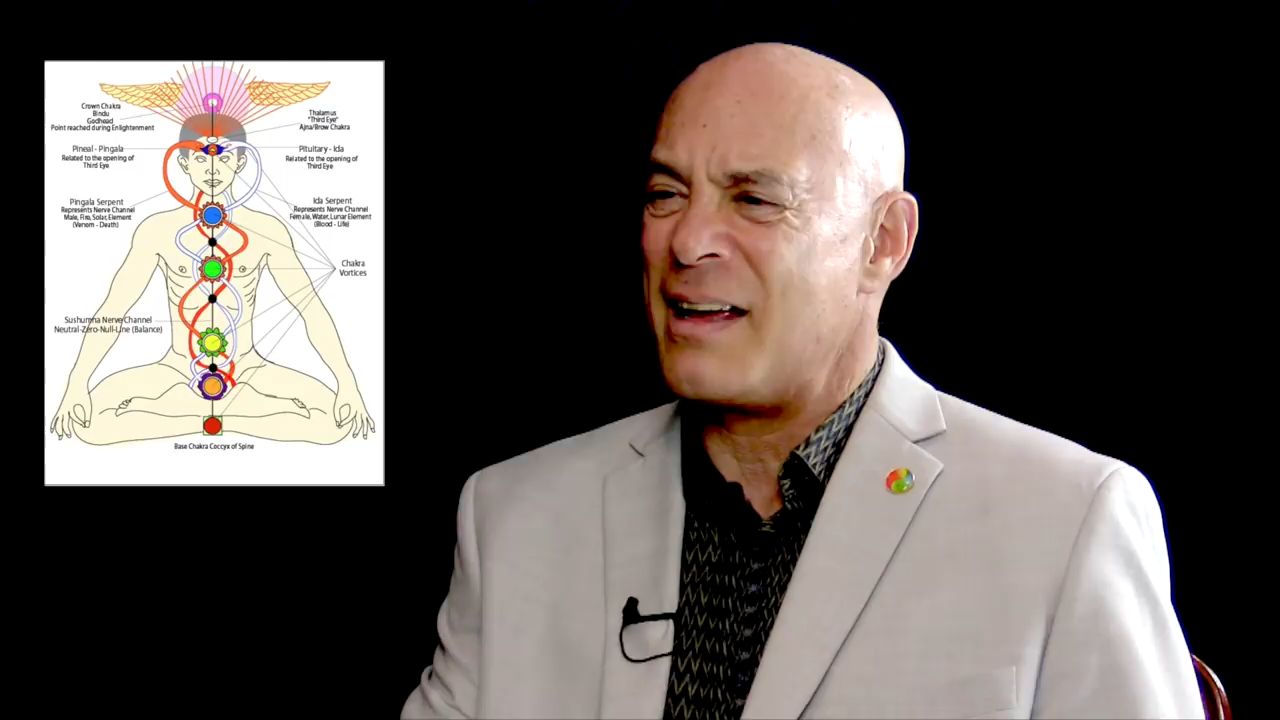 Crown Chakra
Bindu
Godhead
Point reached during Enlightenment
Thalamus
"Third Eye"
Ajna/Brow Chakra
Pineal - Pingala
Related to the opening of
Third Eye
Pituitary - Ida
Related to the opening of
Third Eye
Pingala Serpent
Represents Nerve Channel
Male, Fire, Solar, Element
(Venom - Death)
Ida Serpent
Represents Nerve Channel
Female, Water, Lunar Element
(Blood - Life)
Chakra
Vortices
Sushumna Nerve Channel
Neutral-Zero-Null-Line (Balance)
Base Chakra Coccyx of Spine